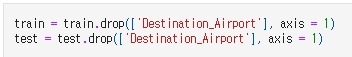 train = train.drop(['Destination_Airport'], axis = 1)
test = test.drop(['Destination_Airport'], axis = 1)